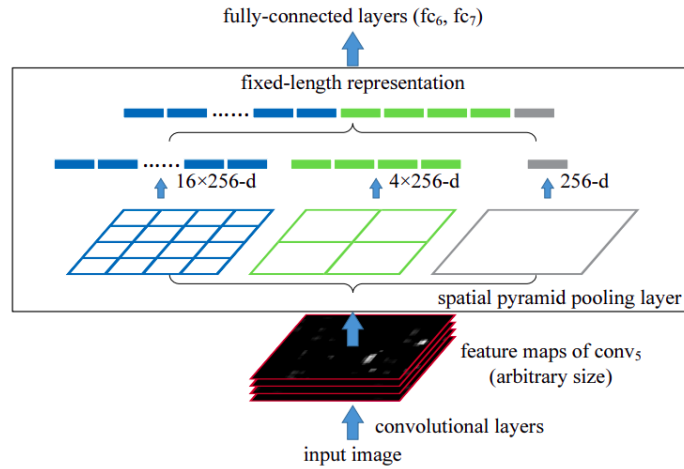 fully-connected layers (fc6, fc7)
fixed-length representation
......
......
16×256-d
4×256-d
256-d
spatial pyramid pooling layer
feature maps of conv5
(arbitrary size)
convolutional layers
input image